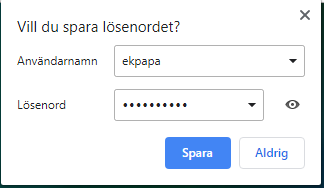 Vill du spara lösenordet?
Användarnamn ekpapa
Lösenord ••••••••••
Spara Aldrig